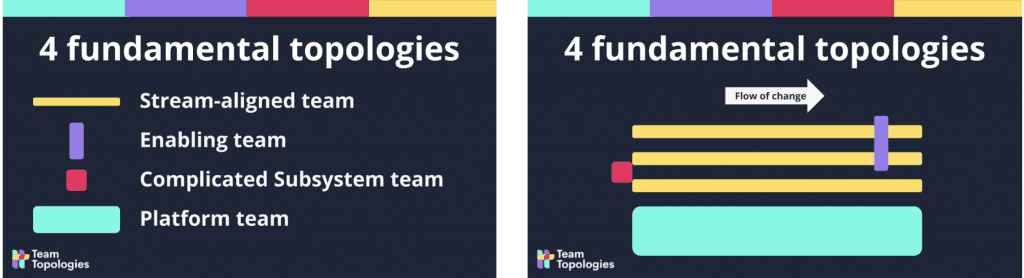 4 fundamental topologies
Stream-aligned team
Enabling team
Complicated Subsystem team
Platform team
Team
Topologies
4 fundamental topologies
Flow of change
Team
Topologies